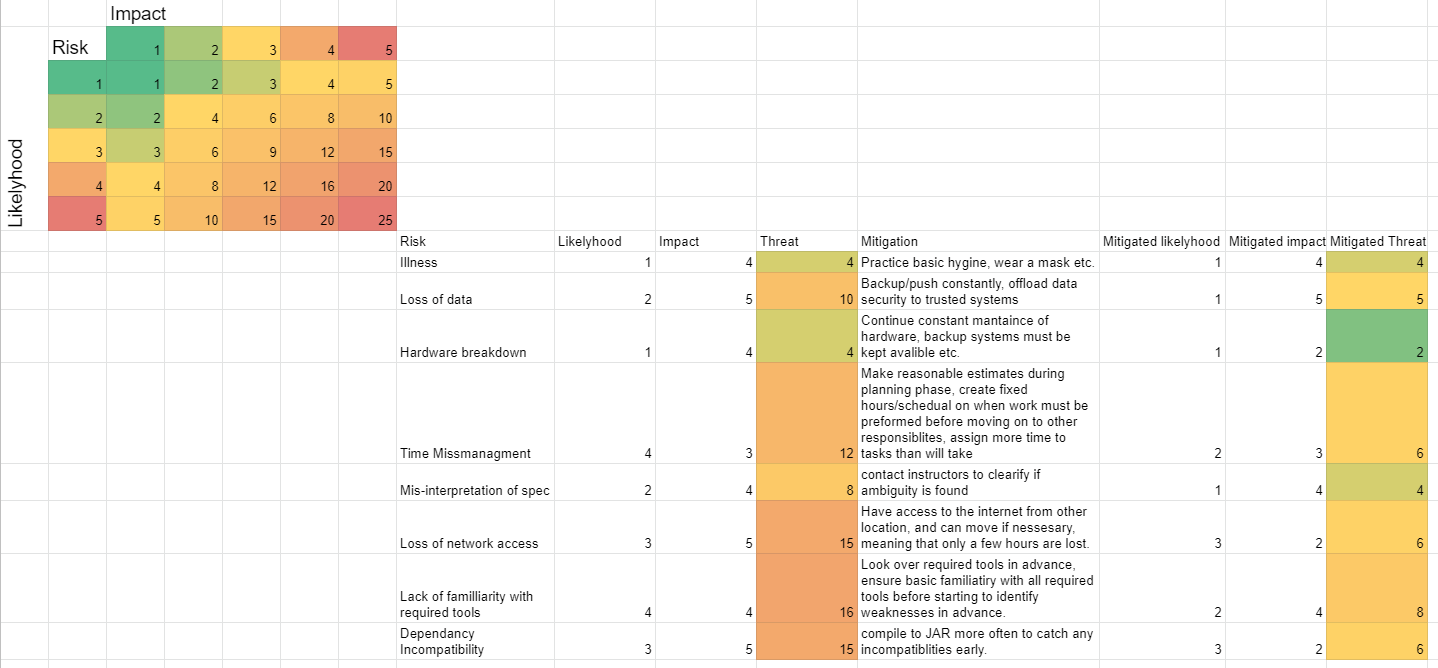 Impact
Risk 1 2 3 4 5
1 1 2 3 4 5
2 2 4 6 8 10
3 3 6 9 12 15
4 4 8 12 16 20
5 5 10 15 20 25
Likelyhood
Risk Likelyhood Impact Threat Mitigation Mitigated likelyhood Mitigated impact Mitigated Threat
Illness 1 4 4 Practice basic hygine, wear a mask etc. 1 4 4
Backup/push constantly, offload data
Loss of data 2 5 10 security to trusted systems 1 5 5
Continue constant mantaince of
hardware, backup systems must be
Hardware breakdown 1 4 4 kept avalible etc. 1 2 2
Make reasonable estimates during
planning phase, create fixed
hours/schedual on when work must be
preformed before moving on to other
responsiblites, assign more time to
Time Missmanagment 4 3 12 tasks than will take 2 3 6
contact instructors to clearify if
Mis-interpretation of spec 2 4 8 ambiguity is found 1 4 4
Have access to the internet from other
location, and can move if nessesary,
Loss of network access 3 5 15 meaning that only a few hours are lost. 3 2 6
Look over required tools in advance,
ensure basic familiatiry with all required
Lack of familliarity with tools before starting to identify
required tools 4 4 16 weaknesses in advance. 2 4 8
Dependancy compile to JAR more often to catch any
Incompatibility 3 5 15 incompatiblities early. 3 2 6